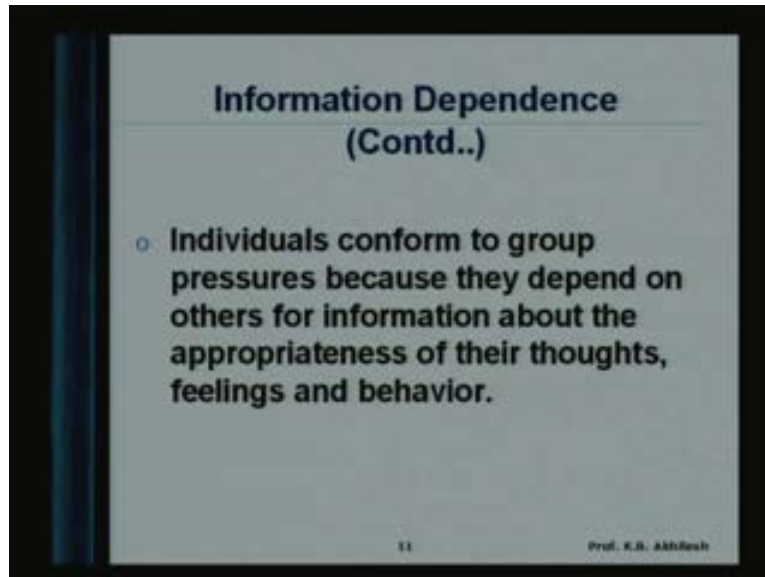 Information Dependence
(Contd..)
o Individuals conform to group
pressures because they depend on
others for information about the
appropriateness of their thoughts,
feelings and behavior.
11
Prof. K.B. Akhilesh